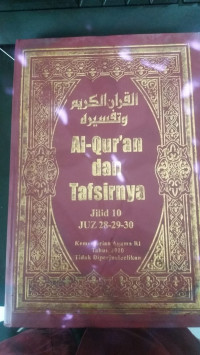 القرآن الكريم
وتفسيره
Al-Qur'an
dan
Tafsirnya
Jilid 10
JUZ 28-29-30
Kementerian Agama RI
Tidak Diperjualbelikan